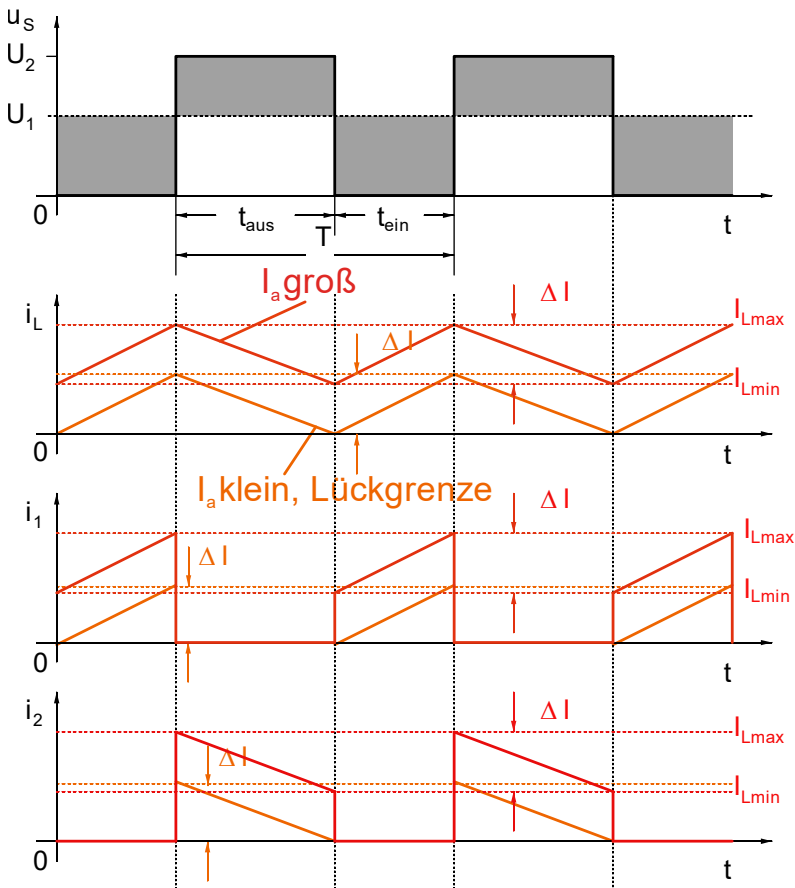 u_S
U_2
U_1
0
t_aus
t_ein
t
T
I_a groß
Δ I
i_L
Δ I
I_Lmax
I_Lmin
0
t
I_a klein, Lückgrenze
i_1
Δ I
I_Lmax
Δ I
I_Lmin
0
t
i_2
Δ I
I_Lmax
Δ I
I_Lmin
0
t